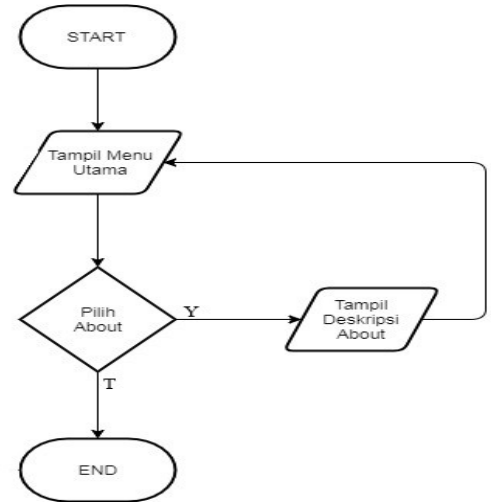 START
Tampil Menu
Utama
Pilih
About
Y
Tampil
Deskripsi
About
T
END